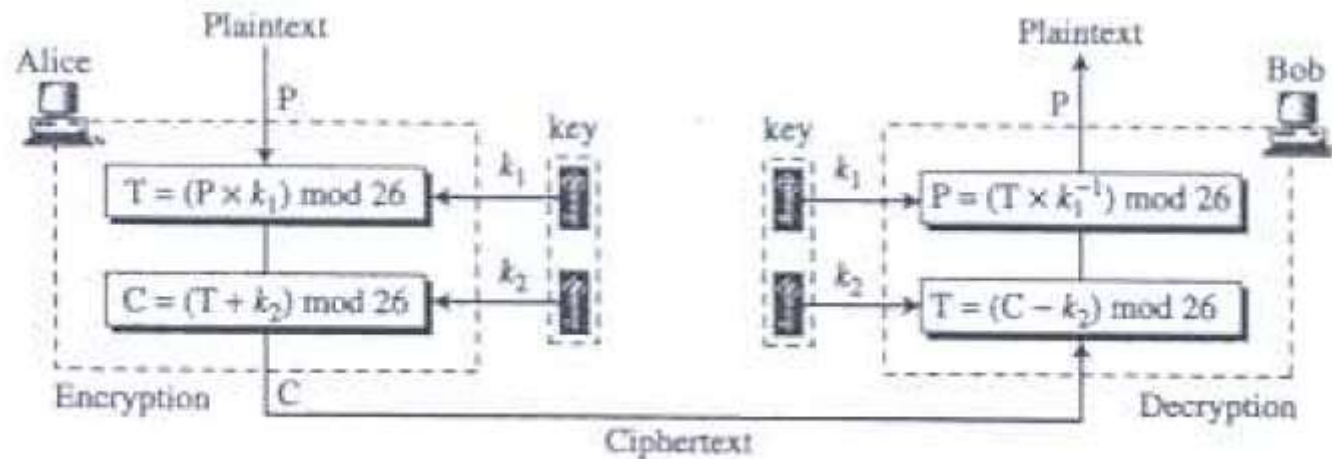 Plaintext
Plaintext
Alice
Bob
P
P
key
key
T = (P × k₁) mod 26
k₁
k₁
P = (T × k₁⁻¹) mod 26
C = (T + k₂) mod 26
k₂
k₂
T = (C − k₂) mod 26
Encryption
C
Decryption
Ciphertext